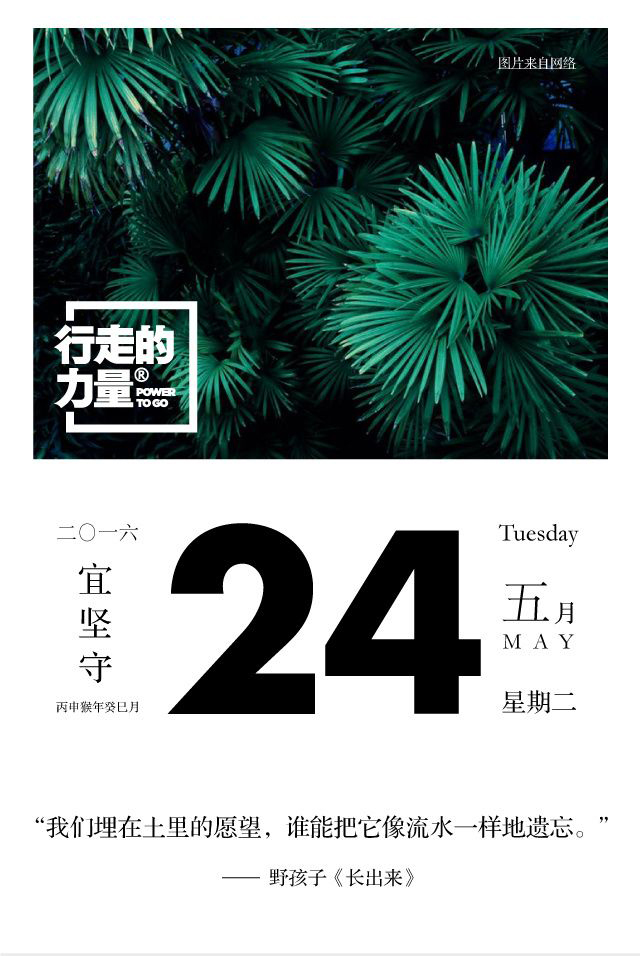 图片来自网络
行走的
力量®
POWER
TO GO
二〇一六
宜
坚
守
丙申猴年癸巳月
24
Tuesday
五月
MAY
星期二
“我们埋在土里的愿望，谁能把它像流水一样地遗忘。”
—— 野孩子《长出来》